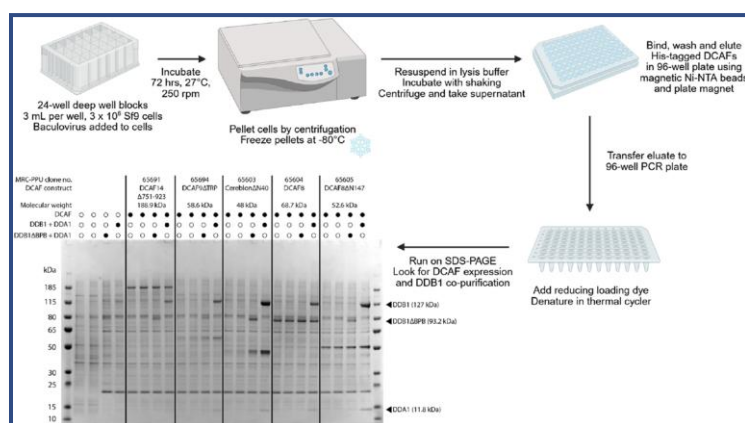 24-well deep well blocks
3 mL per well, 3 x 10⁶ Sf9 cells
Baculovirus added to cells
Incubate
72 hrs, 27°C,
250 rpm
Pellet cells by centrifugation
Freeze pellets at -80°C
Resuspend in lysis buffer
Incubate with shaking
Centrifuge and take supernatant
Bind, wash and elute
His-tagged DCAFs
in 96-well plate using
magnetic Ni-NTA beads
and plate magnet
Transfer eluate to
96-well PCR plate
Add reducing loading dye
Denature in thermal cycler
Run on SDS-PAGE
Look for DCAF expression
and DDB1 co-purification
MRC-PPU clone no. 65691 65694 65603 65604 65605
DCAF construct DCAF14 CereblonΔN40 DCAF8 DCAF8ΔN147
Δ751-923
Molecular weight 188.9 kDa 58.6 kDa 48 kDa 68.7 kDa 52.6 kDa
DCAF
DDB1 + DDA1
DDB1ΔBPB + DDA1
kDa
185
115
80
65
50
30
25
15
10
DDB1 (127 kDa)
DDB1ΔBPB (93.2 kDa)
DDA1 (11.8 kDa)